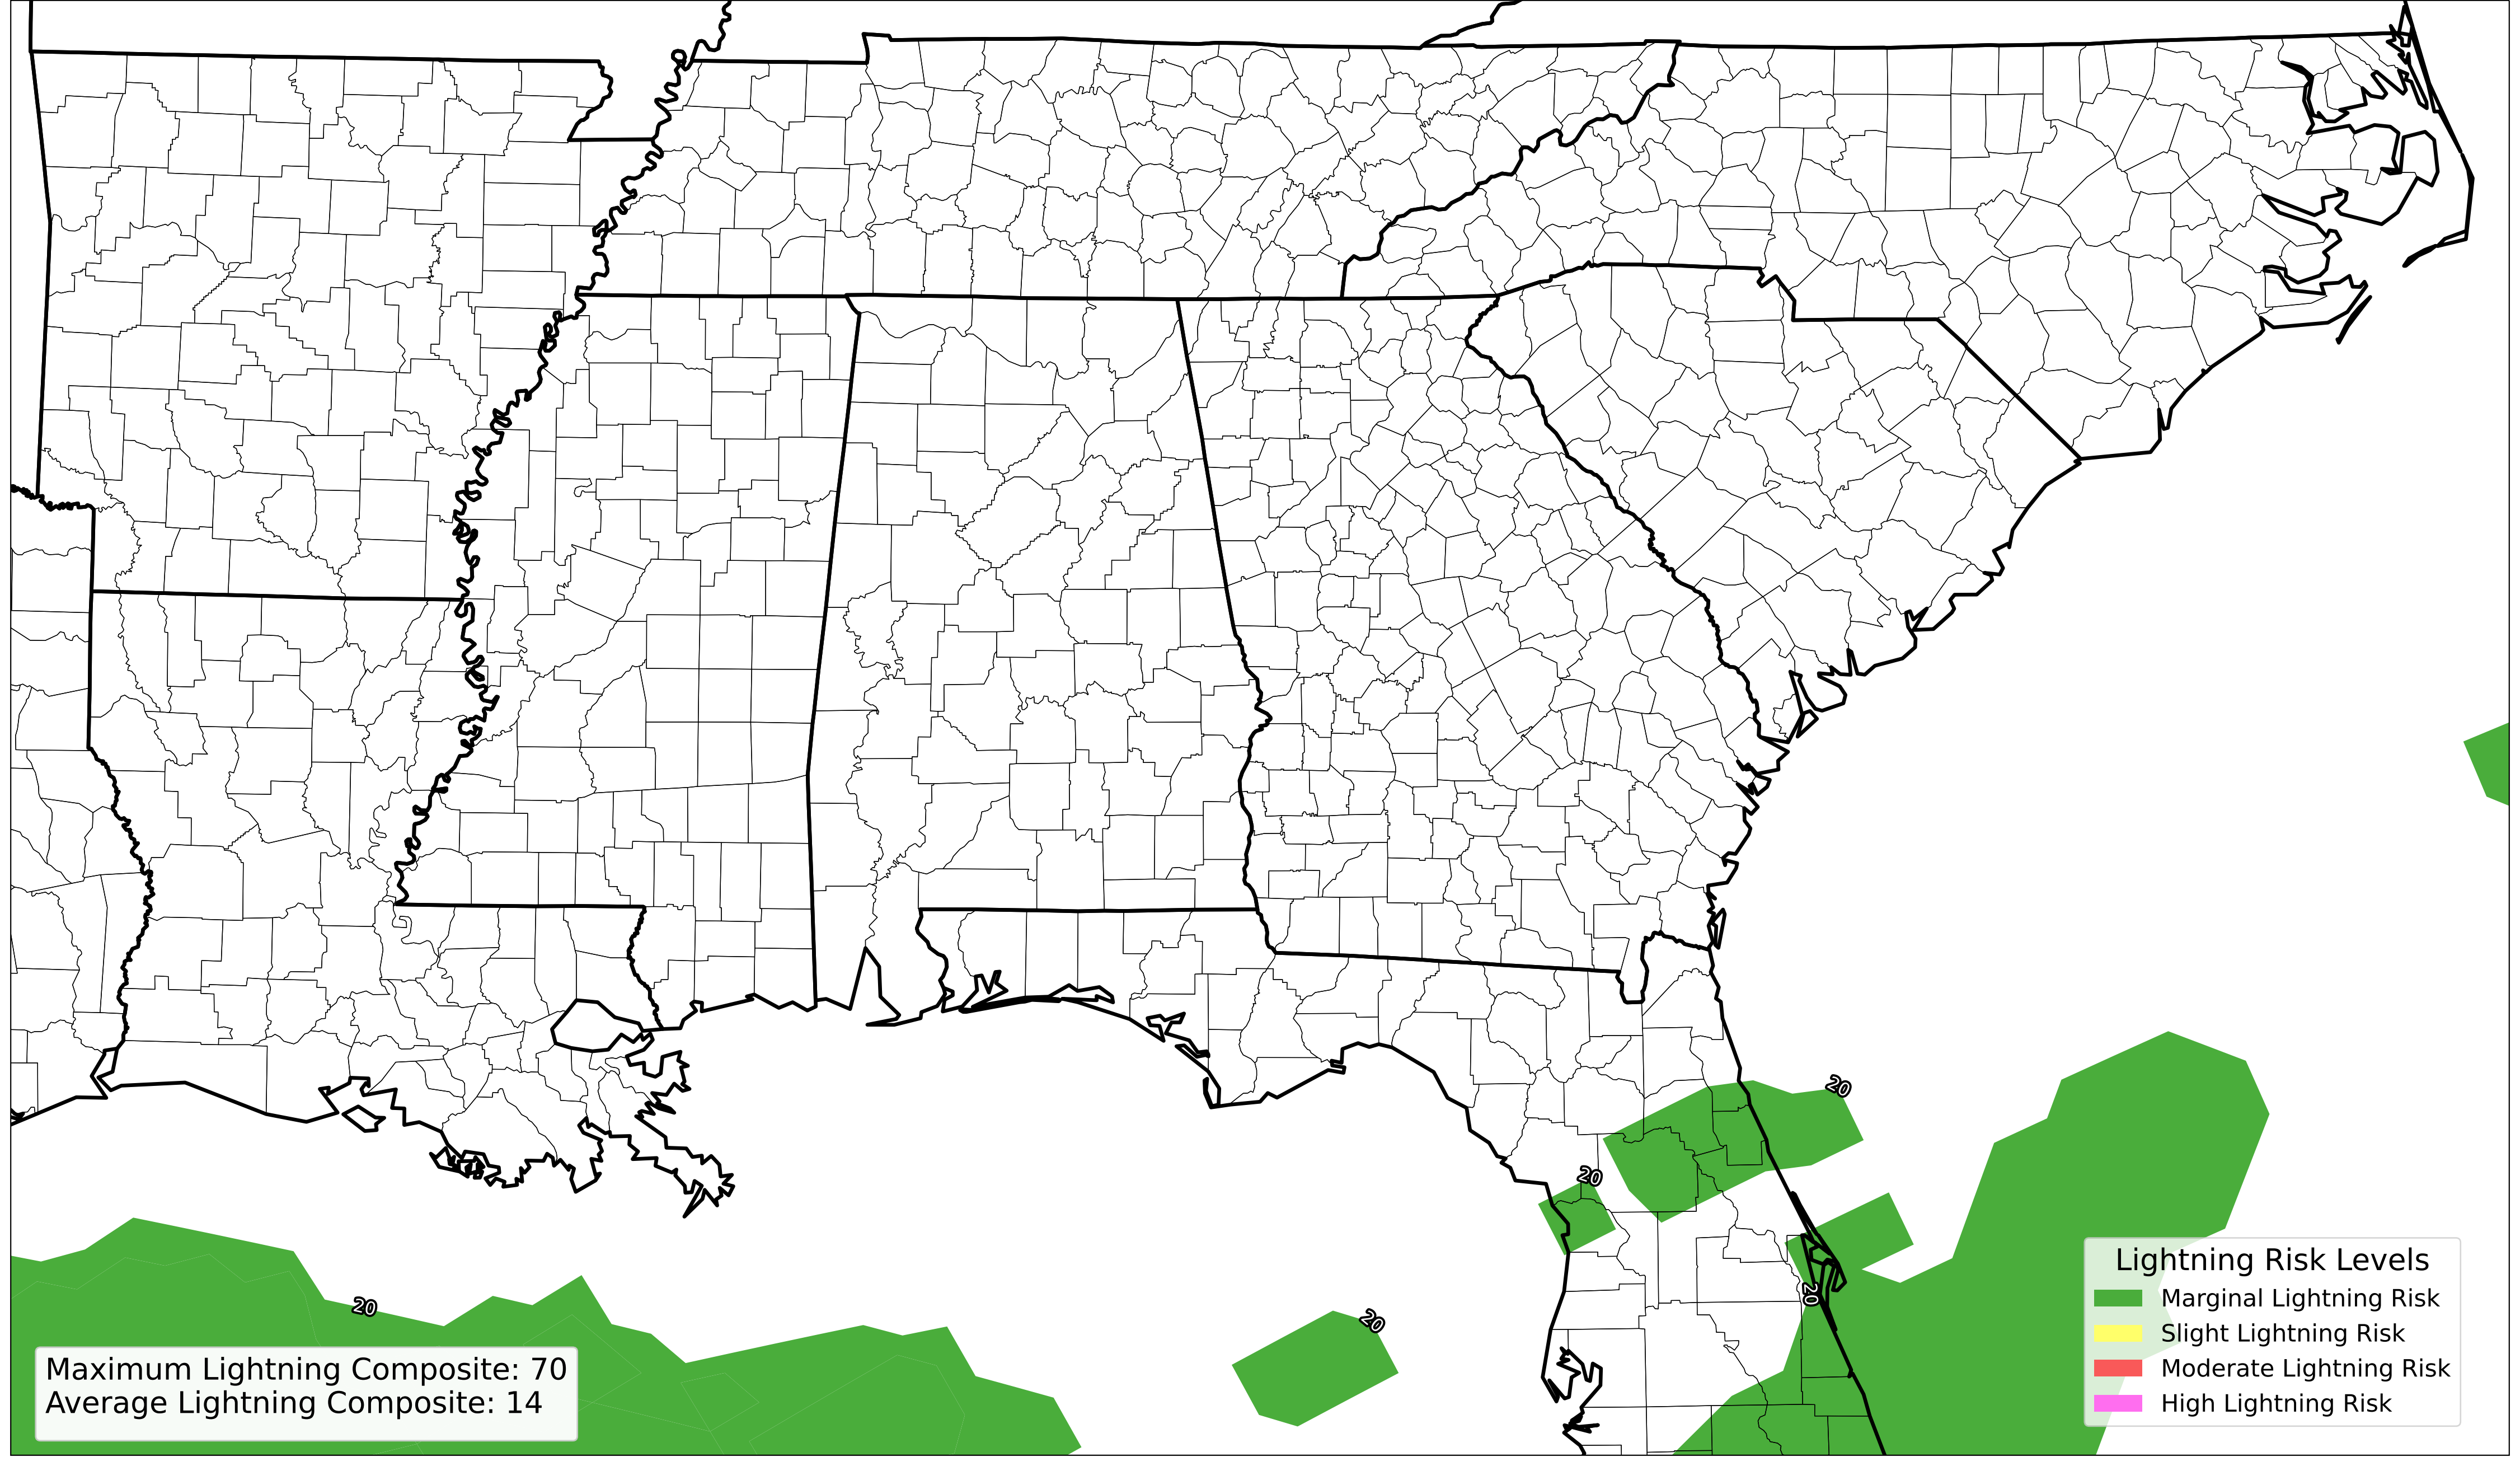 20
20
20
20
20
Lightning Risk Levels
Marginal Lightning Risk
Slight Lightning Risk
Moderate Lightning Risk
High Lightning Risk
Maximum Lightning Composite: 70
Average Lightning Composite: 14